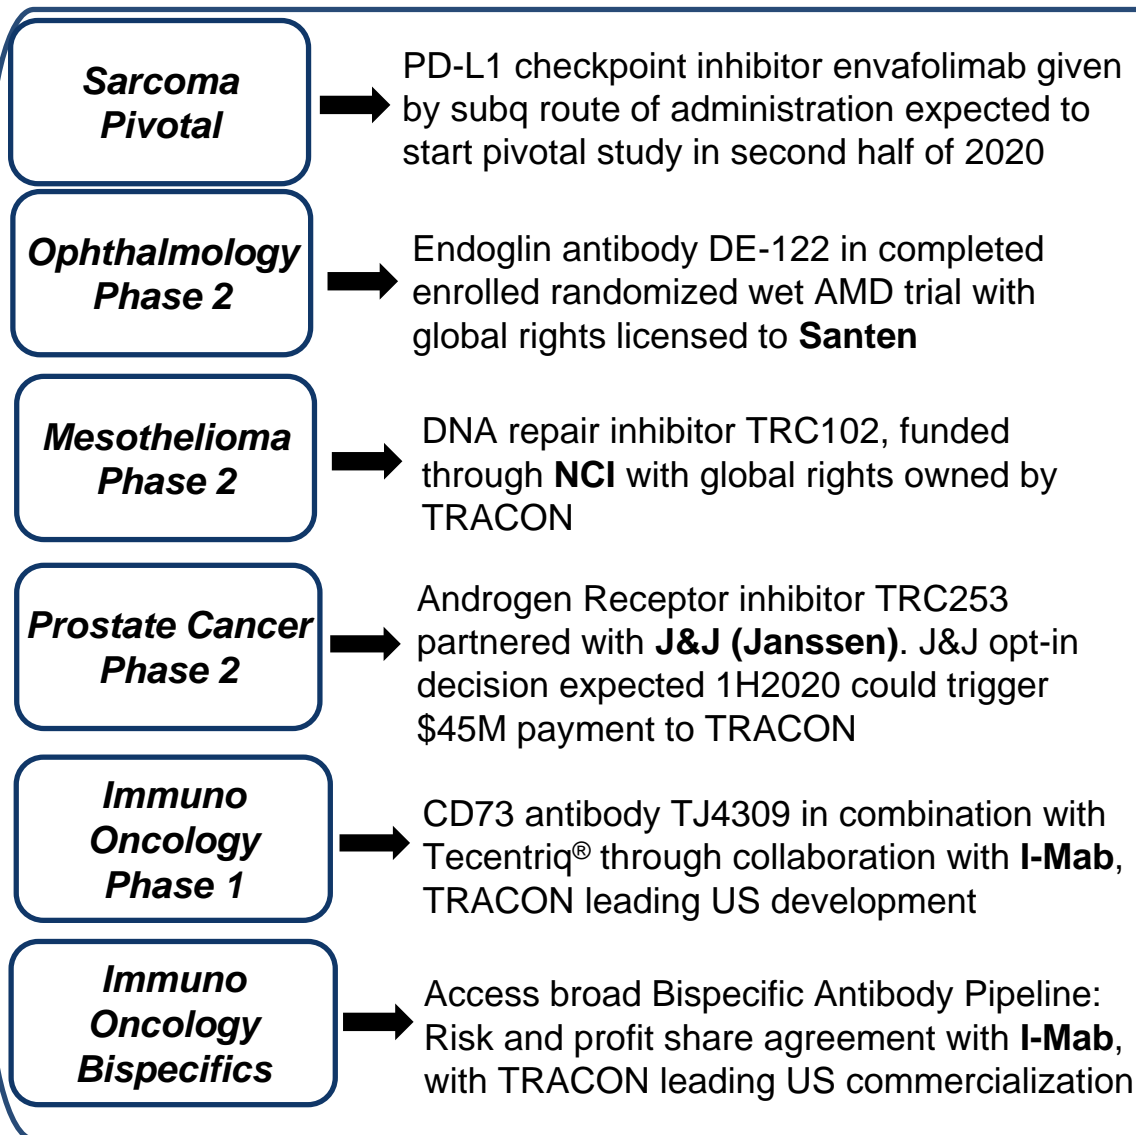 Sarcoma
Pivotal
PD-L1 checkpoint inhibitor envafolimab given
by subq route of administration expected to
start pivotal study in second half of 2020
Ophthalmology
Phase 2
Endoglin antibody DE-122 in completed
enrolled randomized wet AMD trial with
global rights licensed to Santen
Mesothelioma
Phase 2
DNA repair inhibitor TRC102, funded
through NCI with global rights owned by
TRACON
Prostate Cancer
Phase 2
Androgen Receptor inhibitor TRC253
partnered with J&J (Janssen). J&J opt-in
decision expected 1H2020 could trigger
$45M payment to TRACON
Immuno
Oncology
Phase 1
CD73 antibody TJ4309 in combination with
Tecentriq® through collaboration with I-Mab,
TRACON leading US development
Immuno
Oncology
Bispecifics
Access broad Bispecific Antibody Pipeline:
Risk and profit share agreement with I-Mab,
with TRACON leading US commercialization